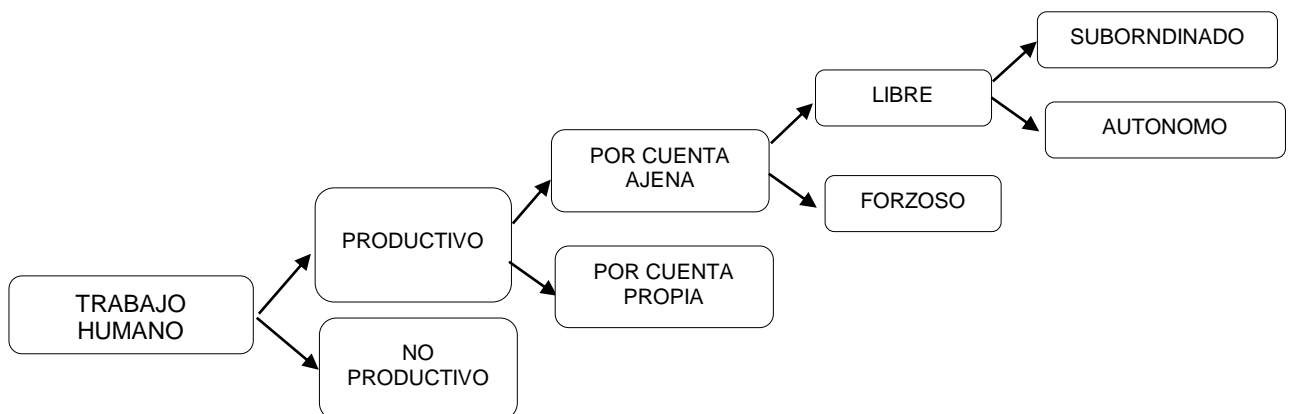 SUBORNDINADO
LIBRE
AUTONOMO
POR CUENTA
AJENA
FORZOSO
PRODUCTIVO
POR CUENTA
PROPIA
TRABAJO
HUMANO
NO
PRODUCTIVO